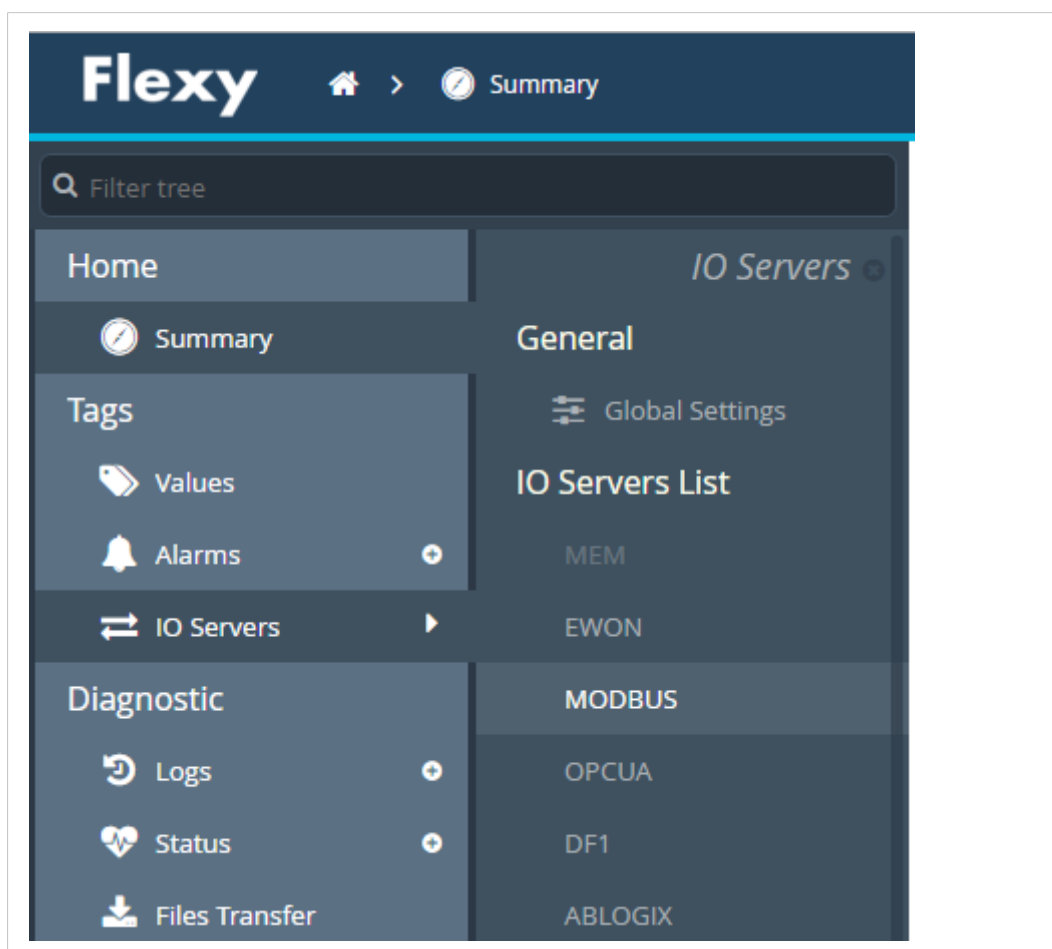 Flexy > Summary
Filter tree
Home
Summary
Tags
Values
Alarms
IO Servers
Diagnostic
Logs
Status
Files Transfer
IO Servers
General
Global Settings
IO Servers List
MEM
EWON
MODBUS
OPCUA
DF1
ABLOGIX